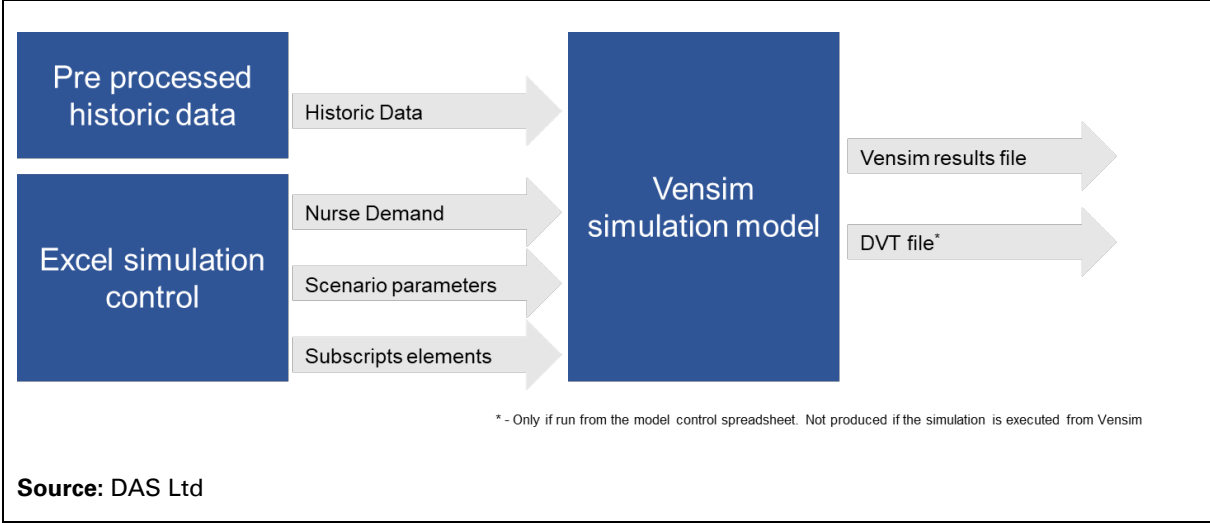 Pre processed
historic data
Historic Data
Excel simulation
control
Nurse Demand
Scenario parameters
Subscripts elements
Vensim
simulation model
Vensim results file
DVT file*
* - Only if run from the model control spreadsheet. Not produced if the simulation is executed from Vensim
Source: DAS Ltd